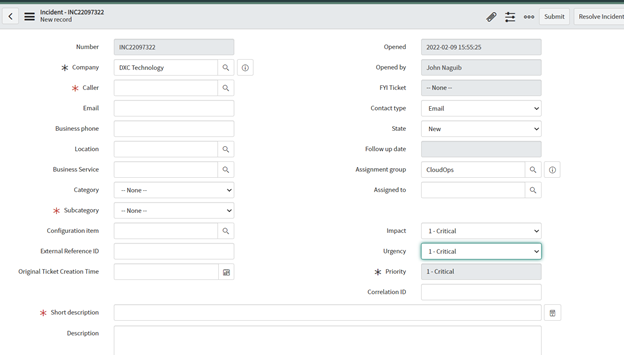 Incident - INC22097322
New record
Submit
Resolve Incident
Number INC22097322
Company DXC Technology
Caller
Email
Business phone
Location
Business Service
Category -- None --
Subcategory -- None --
Configuration item
External Reference ID
Original Ticket Creation Time
Opened 2022-02-09 15:55:25
Opened by John Naguib
FYI Ticket -- None --
Contact type Email
State New
Follow up date
Assignment group CloudOps
Assigned to
Impact 1 - Critical
Urgency 1 - Critical
Priority 1 - Critical
Correlation ID
Short description
Description